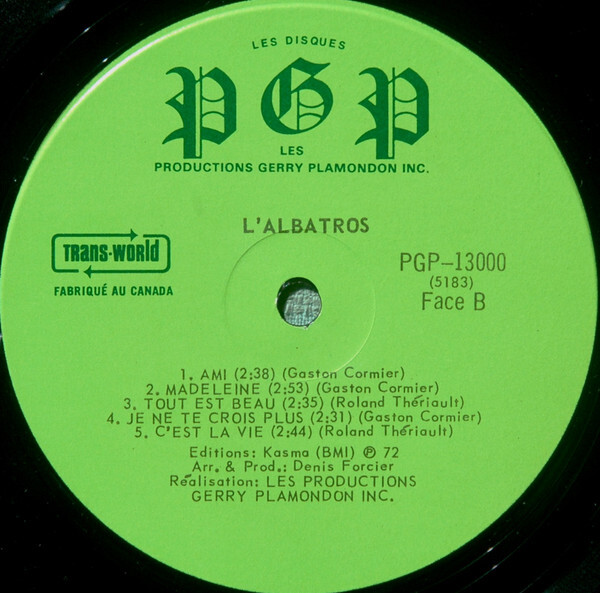 LES DISQUES
PGP
LES
PRODUCTIONS GERRY PLAMONDON INC.
L'ALBATROS
TRANS-WORLD
FABRIQUÉ AU CANADA
PGP-13000
(5183)
Face B
1. AMI (2:38) (Gaston Cormier)
2. MADELEINE (2:53) (Gaston Cormier)
3. TOUT EST BEAU (2:35) (Roland Thériault)
4. JE NE TE CROIS PLUS (2:31) (Gaston Cormier)
5. C'EST LA VIE (2:44) (Roland Thériault)
Editions: Kasma (BMI) ℗ 72
Arr. & Prod.: Denis Forcier
Réalisation: LES PRODUCTIONS
GERRY PLAMONDON INC.